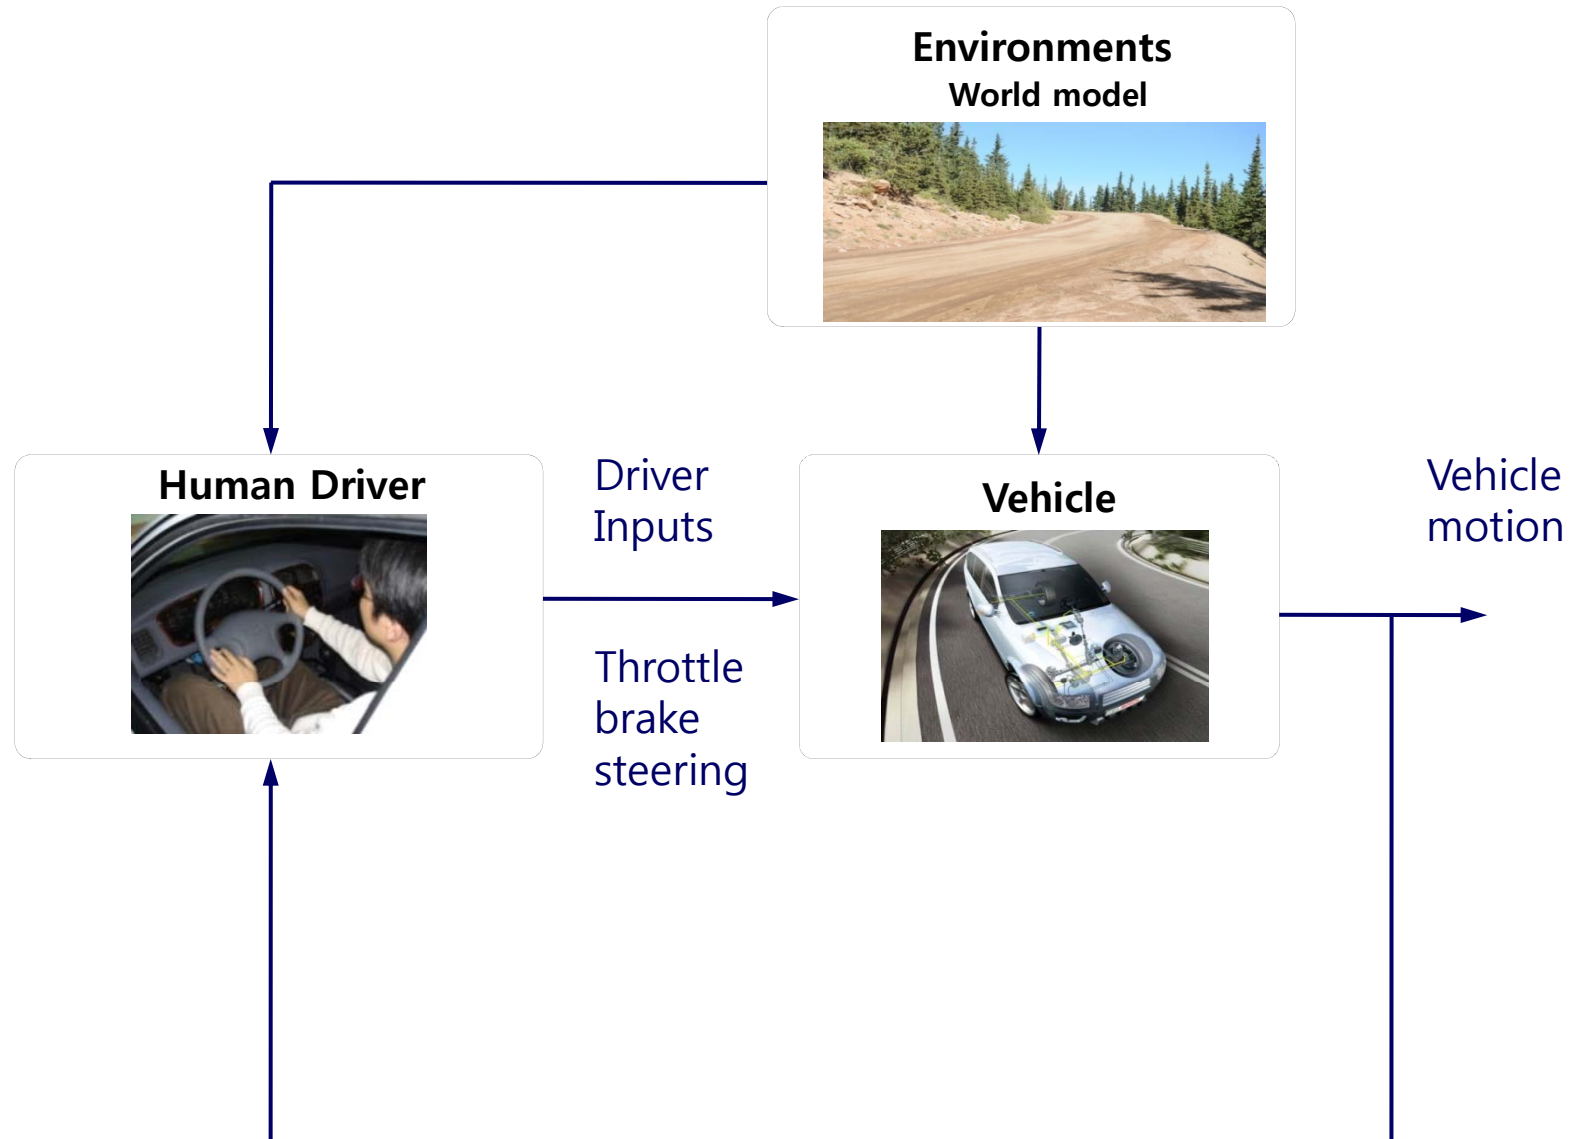 Environments
World model
Human Driver
Driver
Inputs
Throttle
brake
steering
Vehicle
Vehicle
motion